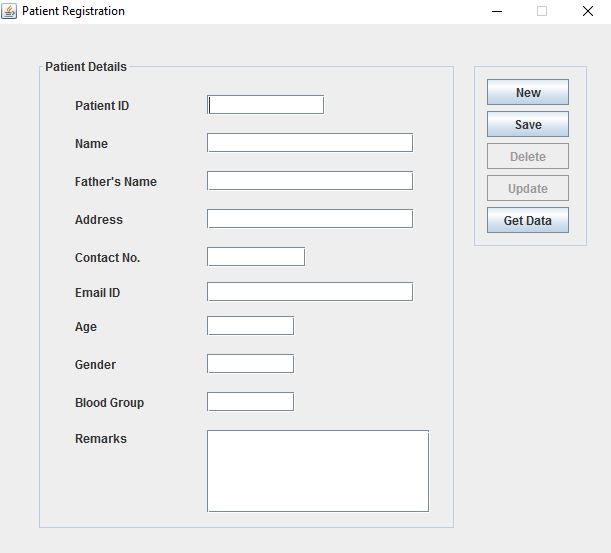 Patient Registration
Patient Details
Patient ID
Name
Father's Name
Address
Contact No.
Email ID
Age
Gender
Blood Group
Remarks
New
Save
Delete
Update
Get Data